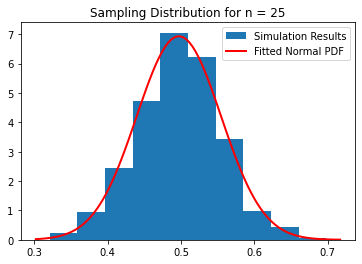 Sampling Distribution for n = 25
Simulation Results
Fitted Normal PDF
7
6
5
4
3
2
1
0
0.3 0.4 0.5 0.6 0.7